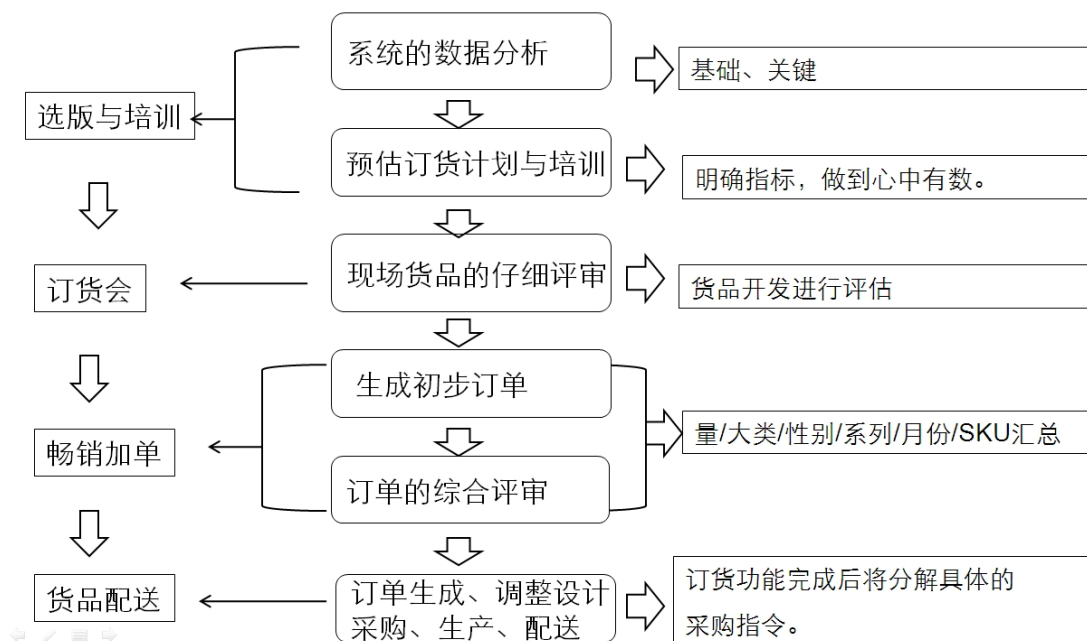 系统的数据分析
基础、关键
选版与培训
预估订货计划与培训
明确指标，做到心中有数。
现场货品的仔细评审
订货会
货品开发进行评估
生成初步订单
畅销加单
量/大类/性别/系列/月份/SKU汇总
订单的综合评审
货品配送
订单生成、调整设计
采购、生产、配送
订货功能完成后将分解具体的
采购指令。